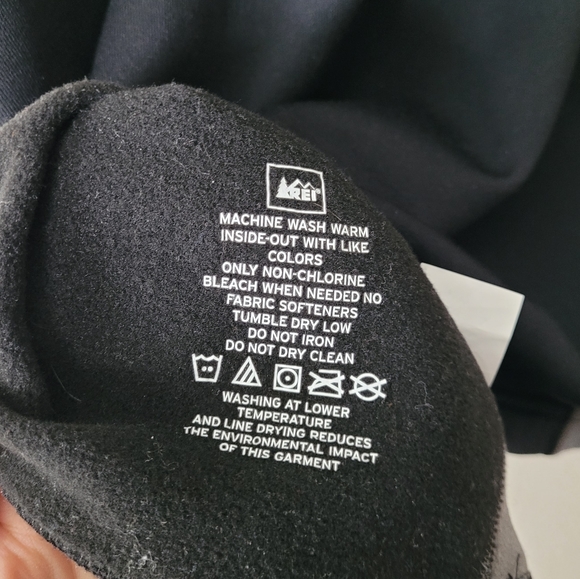 REI
MACHINE WASH WARM
INSIDE-OUT WITH LIKE
COLORS
ONLY NON-CHLORINE
BLEACH WHEN NEEDED NO
FABRIC SOFTENERS
TUMBLE DRY LOW
DO NOT IRON
DO NOT DRY CLEAN
WASHING AT LOWER
TEMPERATURE
AND LINE DRYING REDUCES
THE ENVIRONMENTAL IMPACT
OF THIS GARMENT